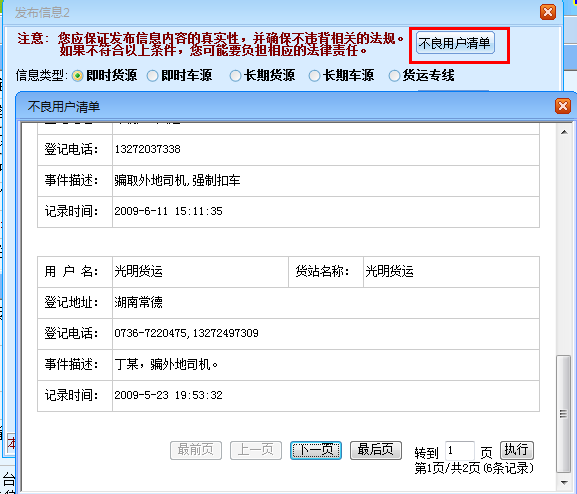 发布信息2
注意: 您应保证发布信息内容的真实性，并确保不违背相关的法规。
如果不符合以上条件，您可能要负担相应的法律责任。
不良用户清单
信息类型: 即时货源 即时车源 长期货源 长期车源 货运专线
不良用户清单
登记电话: 13272037338
事件描述: 骗取外地司机,强制扣车
记录时间: 2009-6-11 15:11:35
用 户 名: 光明货运 货站名称: 光明货运
登记地址: 湖南常德
登记电话: 0736-7220475,13272497309
事件描述: 丁某，骗外地司机。
记录时间: 2009-5-23 19:53:32
最前页 上一页 下一页 最后页 转到 1 页 执行
第1页/共2页(6条记录)